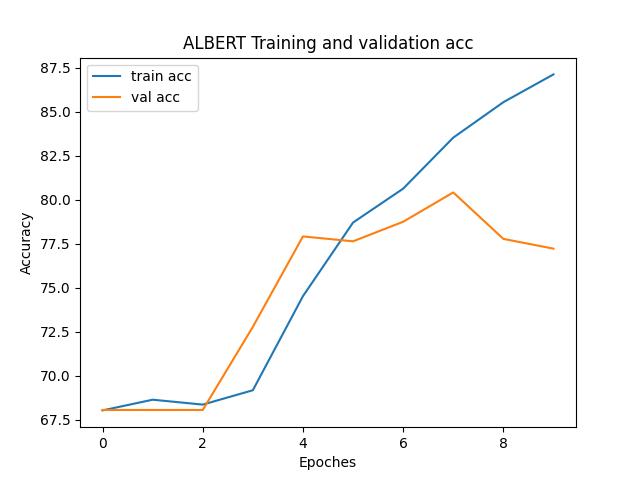 ALBERT Training and validation acc
train acc
val acc
87.5
85.0
82.5
80.0
77.5
75.0
72.5
70.0
67.5
Accuracy
0 2 4 6 8
Epoches